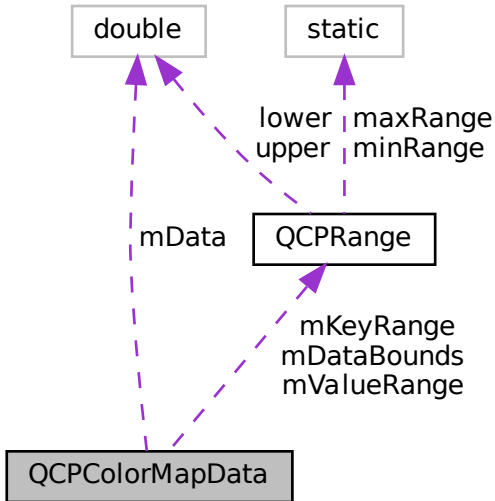 double
static
lower
upper
maxRange
minRange
mData
QCPRange
mKeyRange
mDataBounds
mValueRange
QCPColorMapData